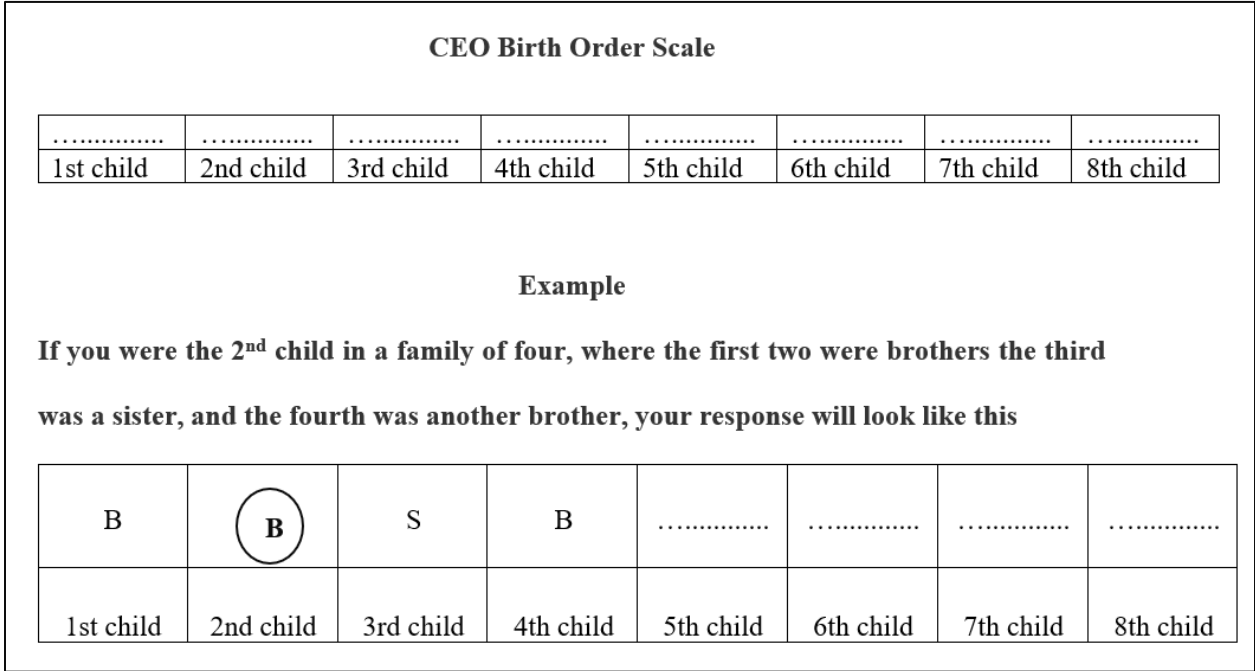 CEO Birth Order Scale
…............ …............ …............ …............ …............ …............ …............ …............
1st child 2nd child 3rd child 4th child 5th child 6th child 7th child 8th child
Example
If you were the 2nd child in a family of four, where the first two were brothers the third
was a sister, and the fourth was another brother, your response will look like this
B B S B …............ …............ …............ …............
1st child 2nd child 3rd child 4th child 5th child 6th child 7th child 8th child